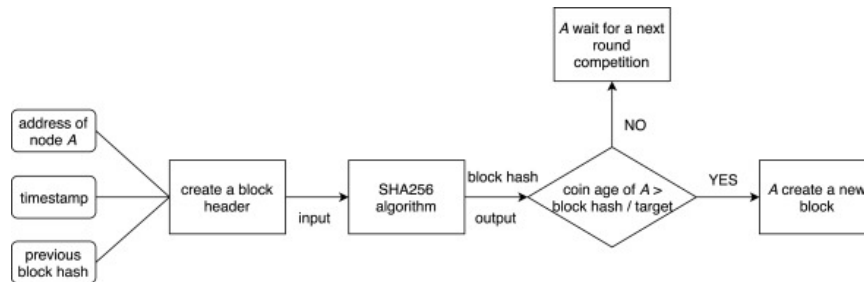 A wait for a next
round
competition
address of
node A
NO
timestamp
create a block
header
input
SHA256
algorithm
block hash
output
coin age of A >
block hash / target
YES
A create a new
block
previous
block hash